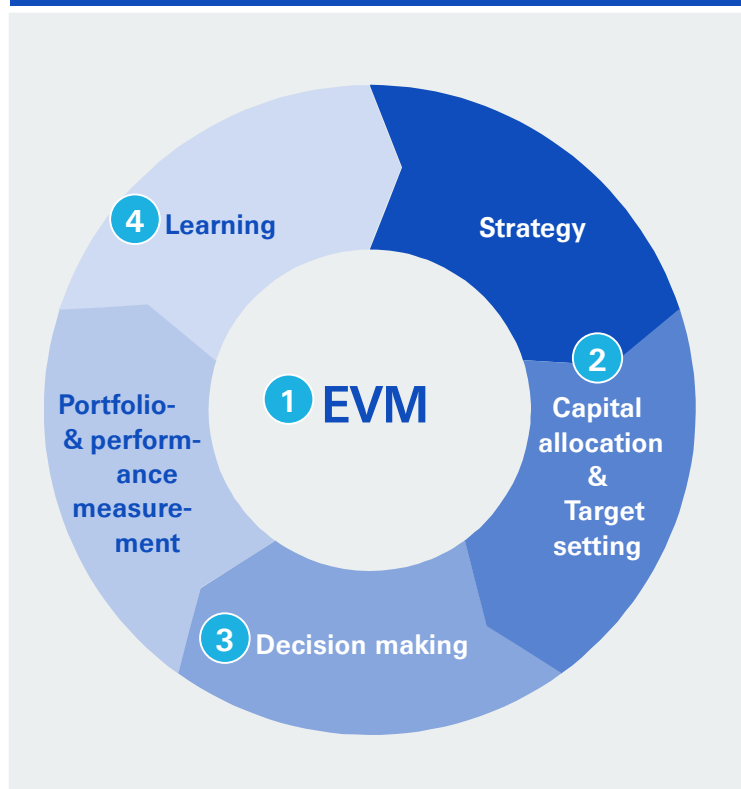 4 Learning
Strategy
1 EVM
2
Capital
allocation
&
Target
setting
Portfolio-
& perform-
ance
measure-
ment
3 Decision making